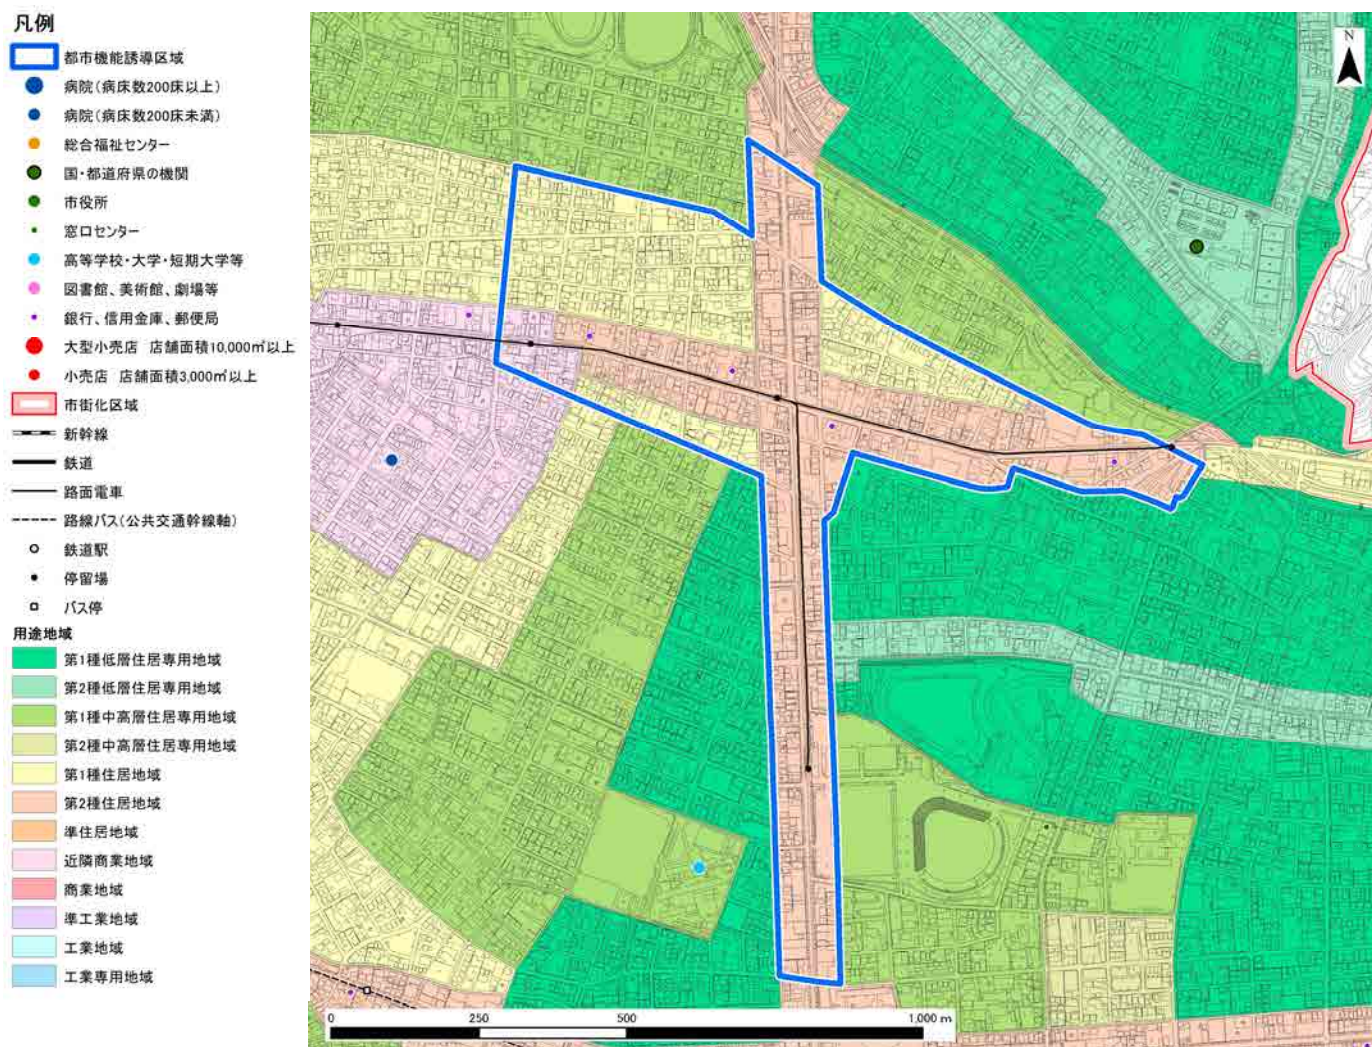 凡例
都市機能誘導区域
病院(病床数200床以上)
病院(病床数200床未満)
総合福祉センター
国・都道府県の機関
市役所
窓口センター
高等学校・大学・短期大学等
図書館、美術館、劇場等
銀行、信用金庫、郵便局
大型小売店 店舗面積10,000㎡以上
小売店 店舗面積3,000㎡以上
市街化区域
新幹線
鉄道
路面電車
路線バス(公共交通幹線軸)
鉄道駅
停留場
バス停
用途地域
第1種低層住居専用地域
第2種低層住居専用地域
第1種中高層住居専用地域
第2種中高層住居専用地域
第1種住居地域
第2種住居地域
準住居地域
近隣商業地域
商業地域
準工業地域
工業地域
工業専用地域
N
0 250 500 1,000 m